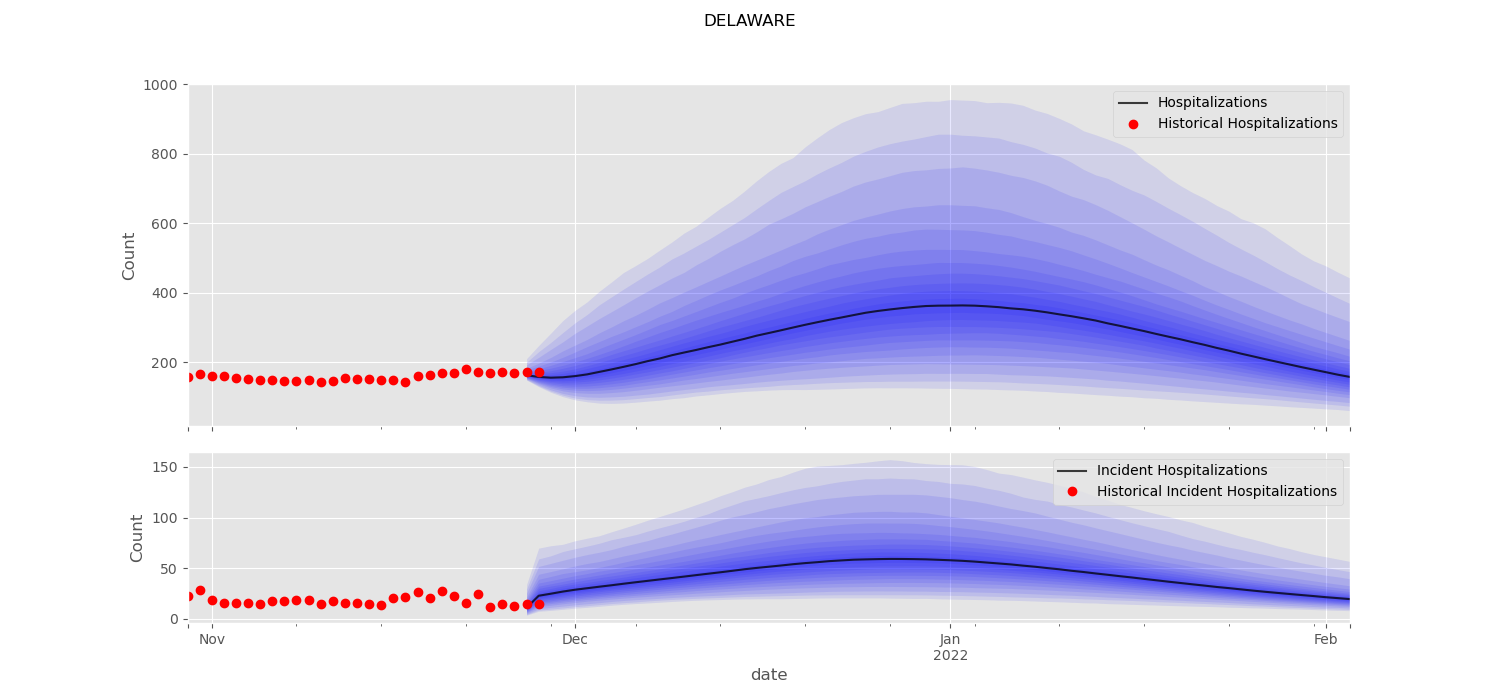 DELAWARE
1000
800
600
400
200
Count
Hospitalizations
Historical Hospitalizations
150
100
50
0
Count
Incident Hospitalizations
Historical Incident Hospitalizations
Nov
Dec
Jan
2022
Feb
date